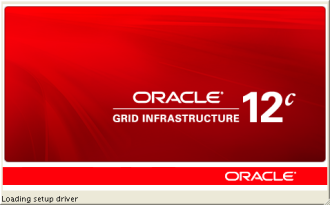 ORACLE®
GRID INFRASTRUCTURE 12c
ORACLE®
Loading setup driver